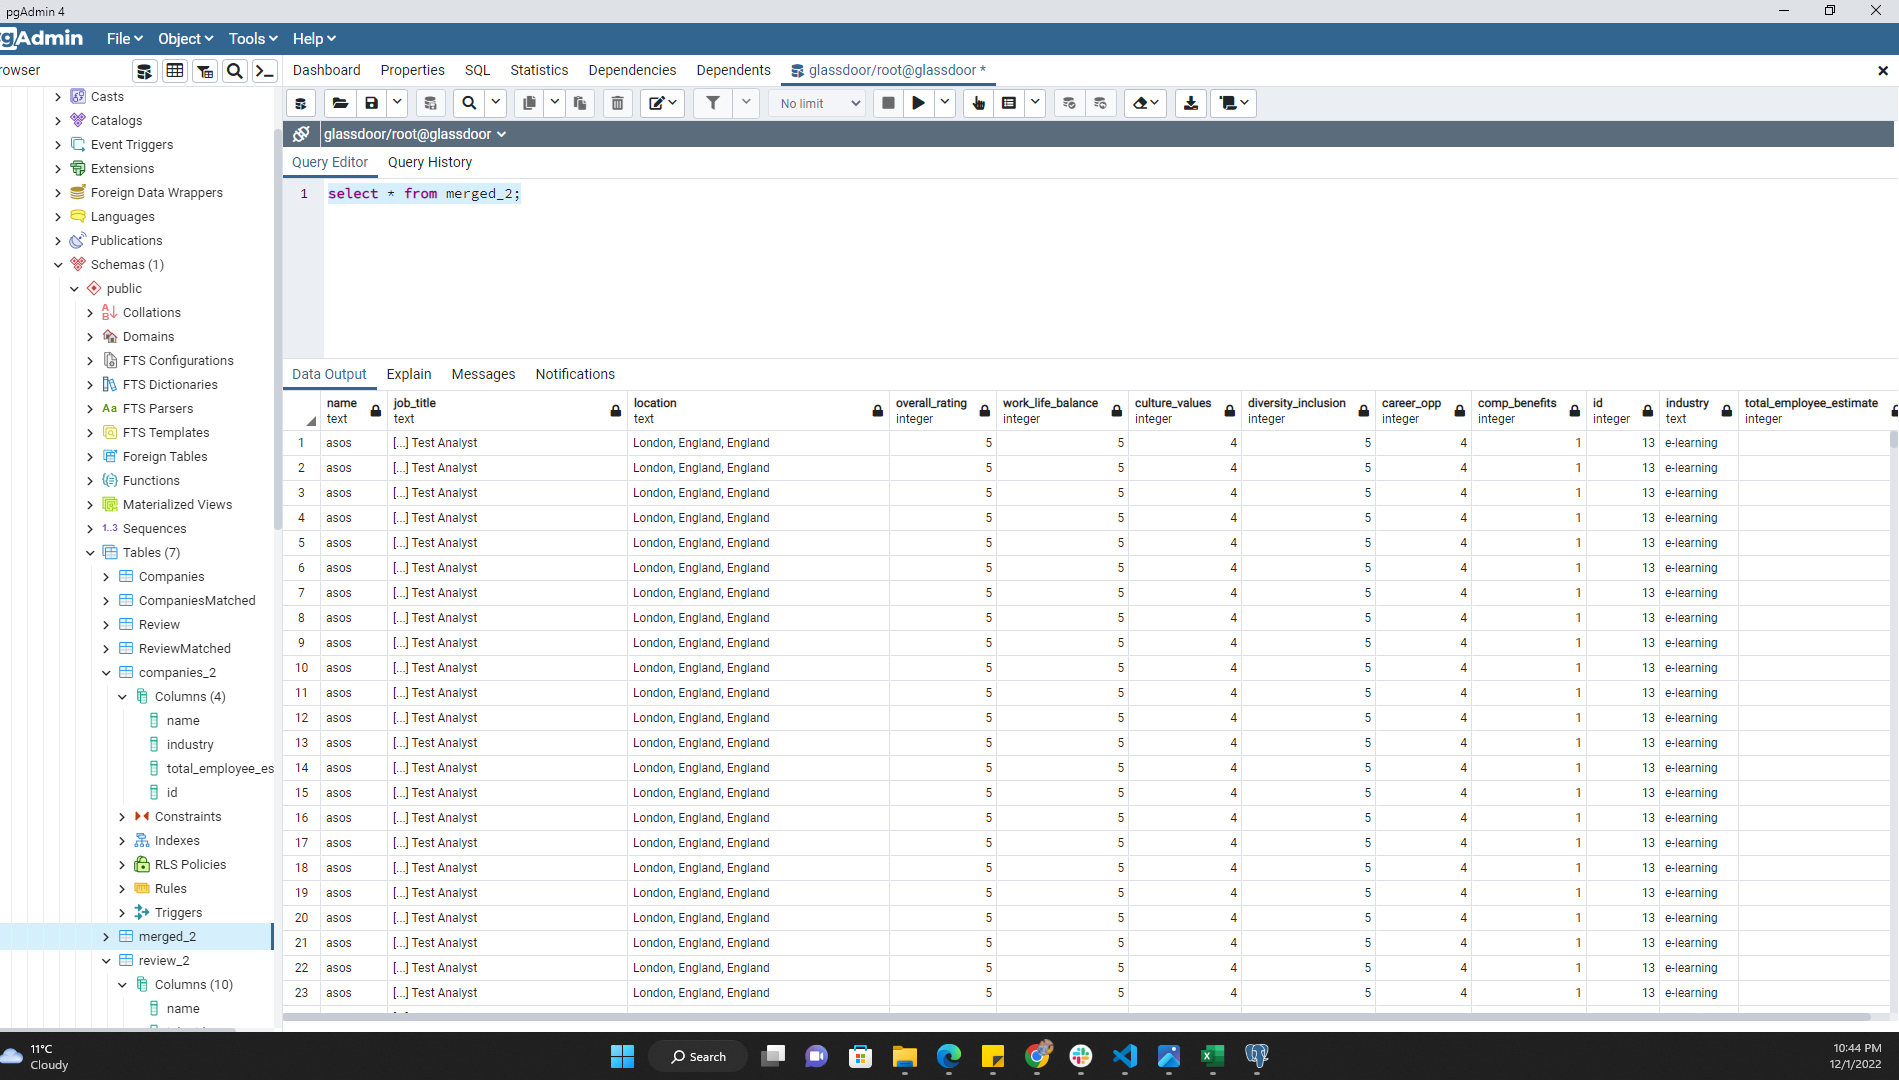 pgAdmin 4
gAdmin File Object Tools Help
rowser
Dashboard Properties SQL Statistics Dependencies Dependents glassdoor/root@glassdoor *
No limit
glassdoor/root@glassdoor
Query Editor Query History
1 select * from merged_2;
Casts
Catalogs
Event Triggers
Extensions
Foreign Data Wrappers
Languages
Publications
Schemas (1)
public
Collations
Domains
FTS Configurations
FTS Dictionaries
Aa FTS Parsers
FTS Templates
Foreign Tables
Functions
Materialized Views
1..3 Sequences
Tables (7)
Companies
CompaniesMatched
Review
ReviewMatched
companies_2
Columns (4)
name
industry
total_employee_es
id
Constraints
Indexes
RLS Policies
Rules
Triggers
merged_2
review_2
Columns (10)
name
Data Output Explain Messages Notifications
name job_title location overall_rating work_life_balance culture_values diversity_inclusion career_opp comp_benefits id industry total_employee_estimate
text text text integer integer integer integer integer integer integer text integer
1 asos [...] Test Analyst London, England, England 5 5 4 5 4 1 13 e-learning
2 asos [...] Test Analyst London, England, England 5 5 4 5 4 1 13 e-learning
3 asos [...] Test Analyst London, England, England 5 5 4 5 4 1 13 e-learning
4 asos [...] Test Analyst London, England, England 5 5 4 5 4 1 13 e-learning
5 asos [...] Test Analyst London, England, England 5 5 4 5 4 1 13 e-learning
6 asos [...] Test Analyst London, England, England 5 5 4 5 4 1 13 e-learning
7 asos [...] Test Analyst London, England, England 5 5 4 5 4 1 13 e-learning
8 asos [...] Test Analyst London, England, England 5 5 4 5 4 1 13 e-learning
9 asos [...] Test Analyst London, England, England 5 5 4 5 4 1 13 e-learning
10 asos [...] Test Analyst London, England, England 5 5 4 5 4 1 13 e-learning
11 asos [...] Test Analyst London, England, England 5 5 4 5 4 1 13 e-learning
12 asos [...] Test Analyst London, England, England 5 5 4 5 4 1 13 e-learning
13 asos [...] Test Analyst London, England, England 5 5 4 5 4 1 13 e-learning
14 asos [...] Test Analyst London, England, England 5 5 4 5 4 1 13 e-learning
15 asos [...] Test Analyst London, England, England 5 5 4 5 4 1 13 e-learning
16 asos [...] Test Analyst London, England, England 5 5 4 5 4 1 13 e-learning
17 asos [...] Test Analyst London, England, England 5 5 4 5 4 1 13 e-learning
18 asos [...] Test Analyst London, England, England 5 5 4 5 4 1 13 e-learning
19 asos [...] Test Analyst London, England, England 5 5 4 5 4 1 13 e-learning
20 asos [...] Test Analyst London, England, England 5 5 4 5 4 1 13 e-learning
21 asos [...] Test Analyst London, England, England 5 5 4 5 4 1 13 e-learning
22 asos [...] Test Analyst London, England, England 5 5 4 5 4 1 13 e-learning
23 asos [...] Test Analyst London, England, England 5 5 4 5 4 1 13 e-learning
11°C
Cloudy
Search
10:44 PM
12/1/2022